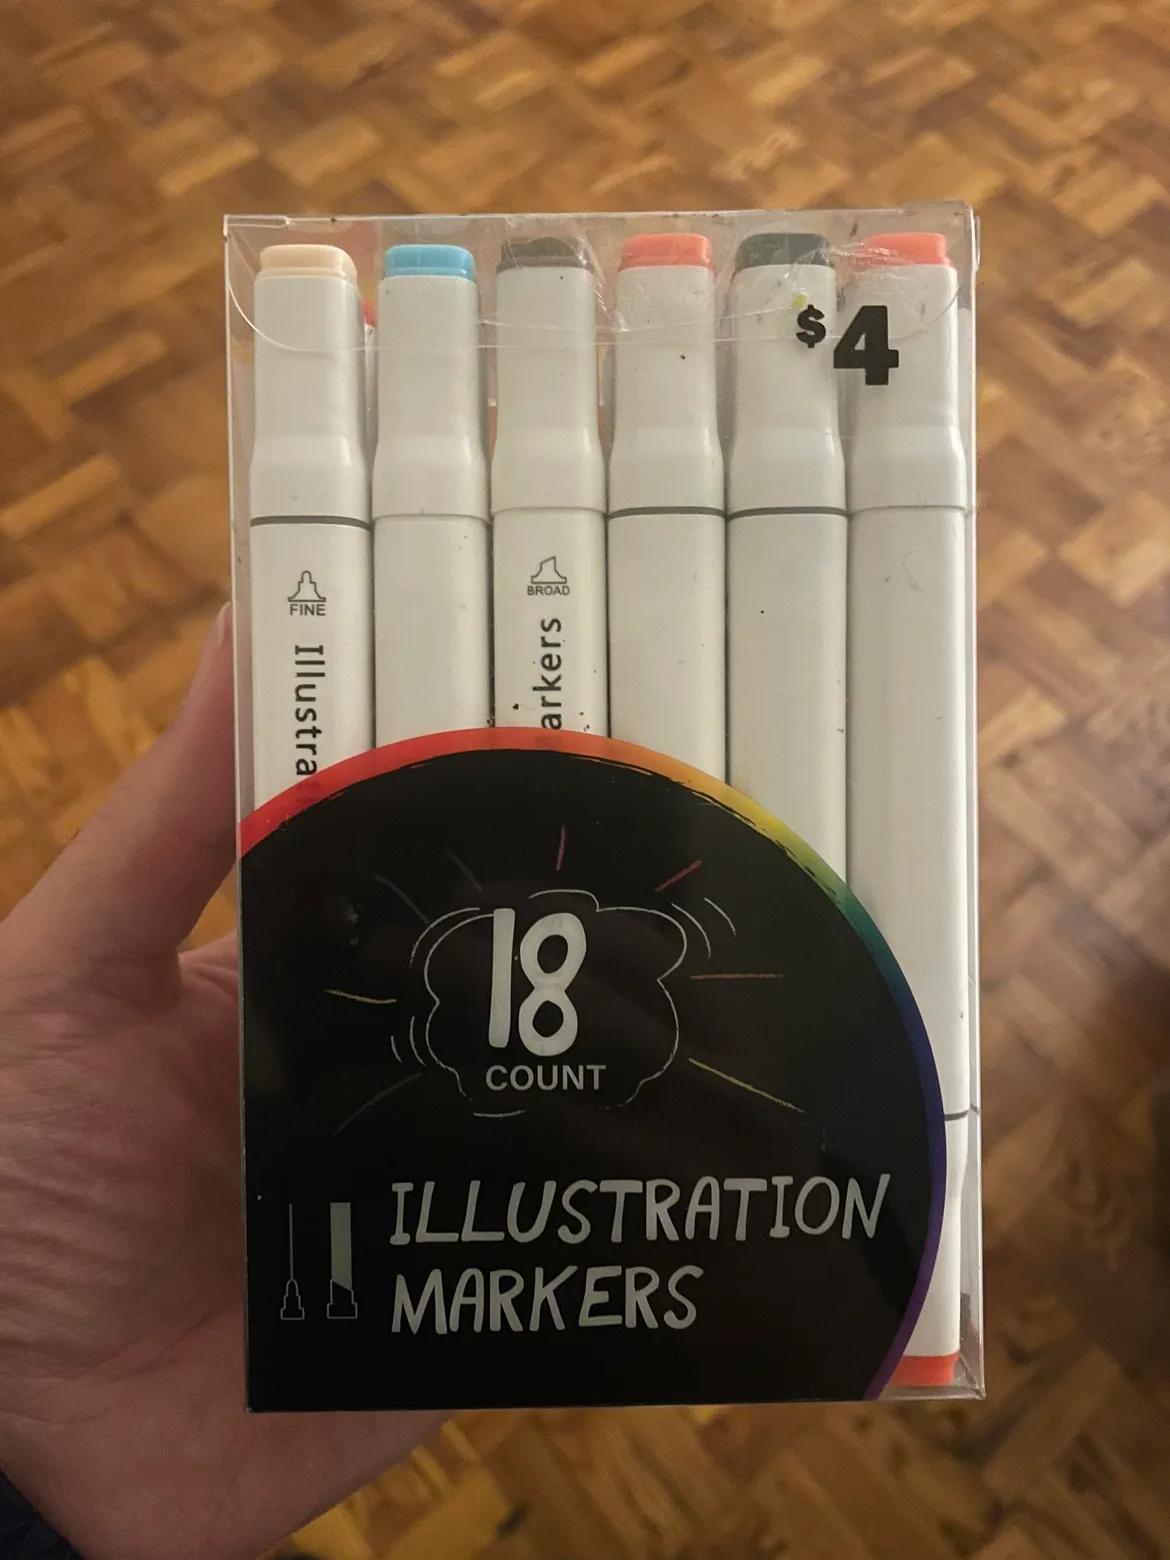 $4
FINE
Illustra
BROAD
arkers
18
COUNT
ILLUSTRATION
MARKERS